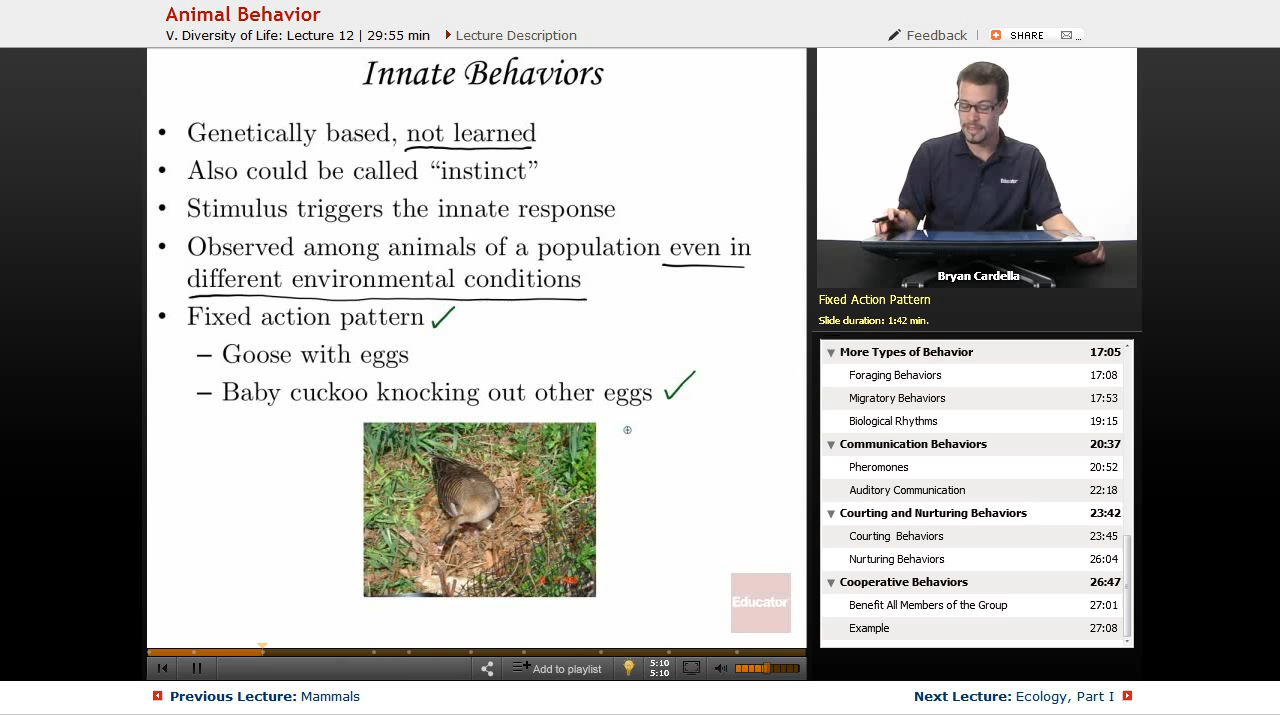 Animal Behavior
V. Diversity of Life: Lecture 12 | 29:55 min
Lecture Description
Feedback
SHARE
Innate Behaviors
• Genetically based, not learned
• Also could be called “instinct”
• Stimulus triggers the innate response
• Observed among animals of a population even in
different environmental conditions
• Fixed action pattern
– Goose with eggs
– Baby cuckoo knocking out other eggs
Educator
Educator
Bryan Cardella
Fixed Action Pattern
Slide duration: 1:42 min.
More Types of Behavior 17:05
Foraging Behaviors 17:08
Migratory Behaviors 17:53
Biological Rhythms 19:15
Communication Behaviors 20:37
Pheromones 20:52
Auditory Communication 22:18
Courting and Nurturing Behaviors 23:42
Courting Behaviors 23:45
Nurturing Behaviors 26:04
Cooperative Behaviors 26:47
Benefit All Members of the Group 27:01
Example 27:08
Add to playlist
5:10
5:10
Previous Lecture: Mammals
Next Lecture: Ecology, Part I